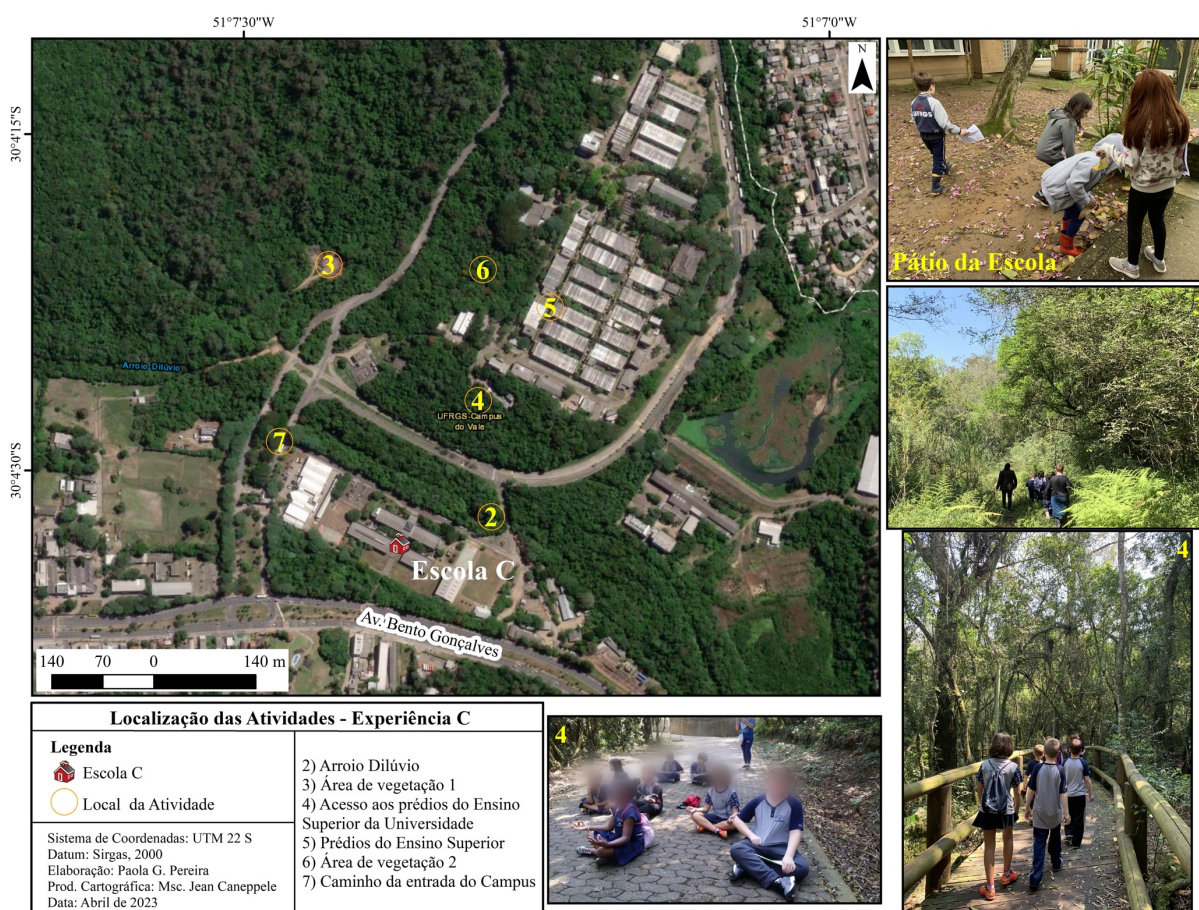 51°7'30"W
51°7'0"W
30°4'15"S
30°4'30"S
N
3
6
5
Arroio Dilúvio
4
UFRGS-Campus
do Vale
7
2
Escola C
Av. Bento Gonçalves
140 70 0 140 m
UFRGS
Pátio da Escola
4
4
Localização das Atividades - Experiência C
Legenda
Escola C
Local da Atividade
Sistema de Coordenadas: UTM 22 S
Datum: Sirgas, 2000
Elaboração: Paola G. Pereira
Prod. Cartográfica: Msc. Jean Caneppele
Data: Abril de 2023
2) Arroio Dilúvio
3) Área de vegetação 1
4) Acesso aos prédios do Ensino
Superior da Universidade
5) Prédios do Ensino Superior
6) Área de vegetação 2
7) Caminho da entrada do Campus